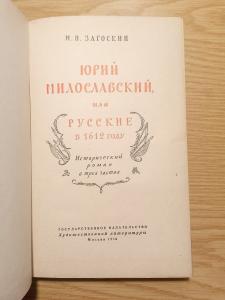 М. Н. ЗАГОСКИН
ЮРИЙ
МИЛОСЛАВСКИЙ,
ИЛИ
РУССКИЕ
В 1612 ГОДУ
Исторический
роман
в трех частях
ГОСУДАРСТВЕННОЕ ИЗДАТЕЛЬСТВО
Художественной литературы
Москва